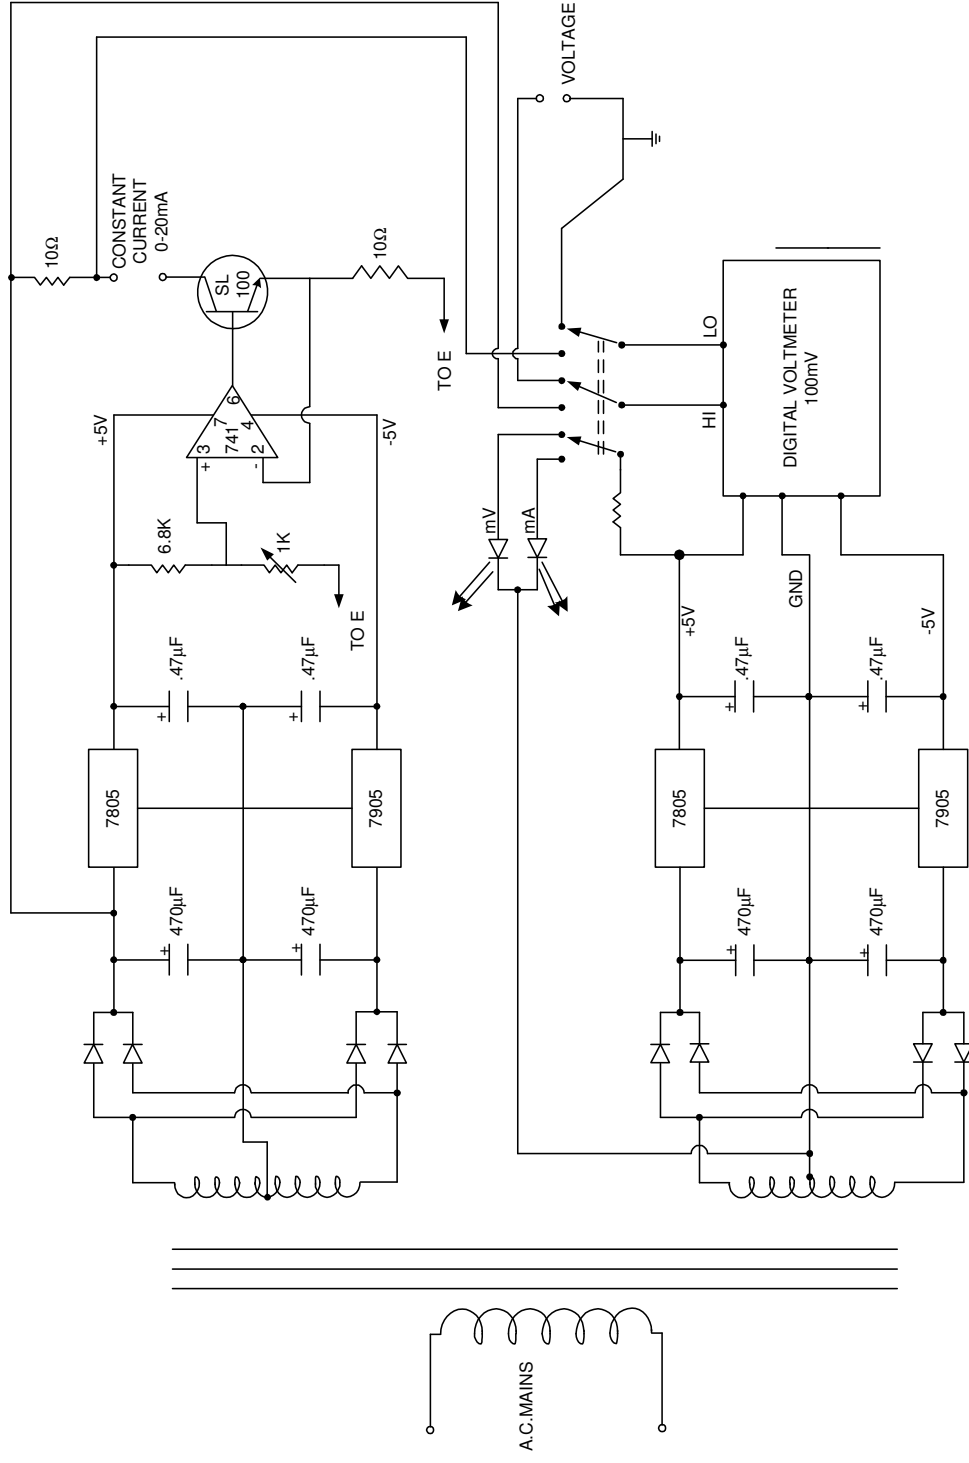 10Ω
CONSTANT
CURRENT
0-20mA
SL
100
10Ω
TO E
+5V
-5V
3
+
7
741
6
4
2
-
6.8K
1K
TO E
.47µF
+
.47µF
+
7805
7905
470µF
+
470µF
+
VOLTAGE
LO
HI
DIGITAL VOLTMETER
100mV
mV
mA
+5V
GND
-5V
.47µF
+
.47µF
+
7805
7905
470µF
+
470µF
+
A.C.MAINS